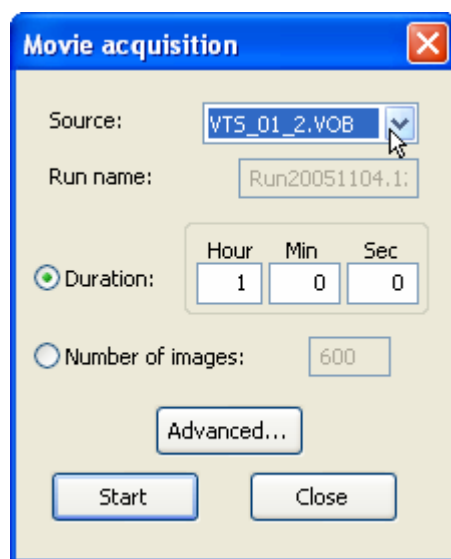 Movie acquisition
Source: VTS_01_2.VOB
Run name: Run20051104.1
Hour Min Sec
Duration: 1 0 0
Number of images: 600
Advanced...
Start Close